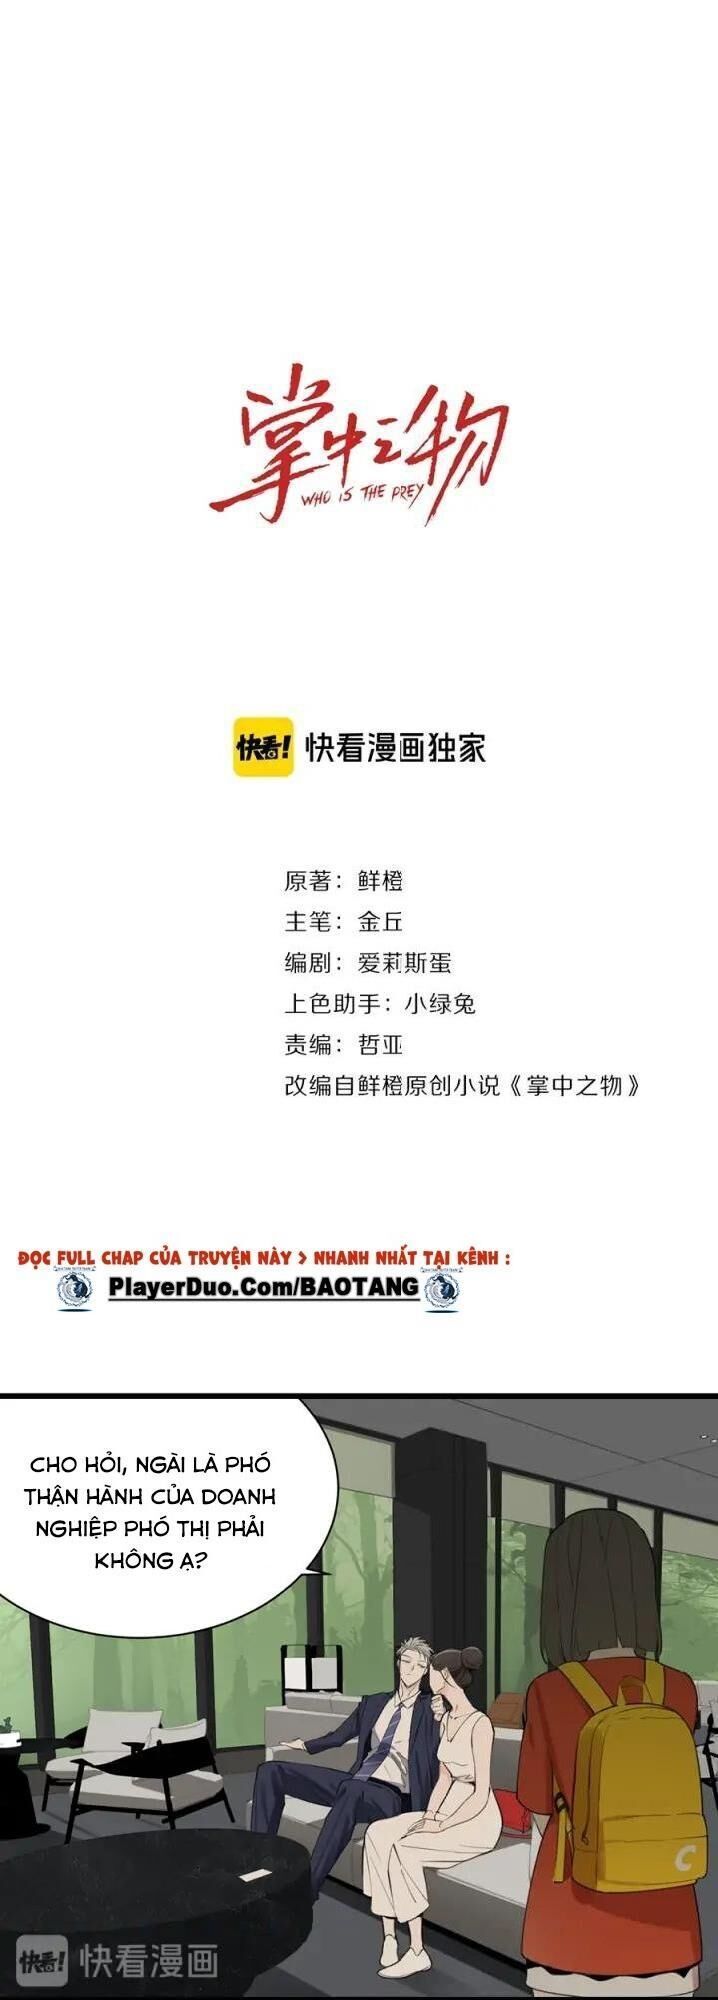 掌中之物
WHO IS THE PREY
快看! 快看漫画独家
原著：鲜橙
主笔：金丘
编剧：爱莉斯蛋
上色助手：小绿兔
责编：哲亚
改编自鲜橙原创小说《掌中之物》
ĐỌC FULL CHAP CỦA TRUYỆN NÀY > NHANH NHẤT TẠI KÊNH :
PlayerDuo.Com/BAOTANG
CHO HỎI, NGÀI LÀ PHÓ
THẬN HÀNH CỦA DOANH
NGHIỆP PHÓ THỊ PHẢI
KHÔNG Ạ?
C
快看! 快看漫画